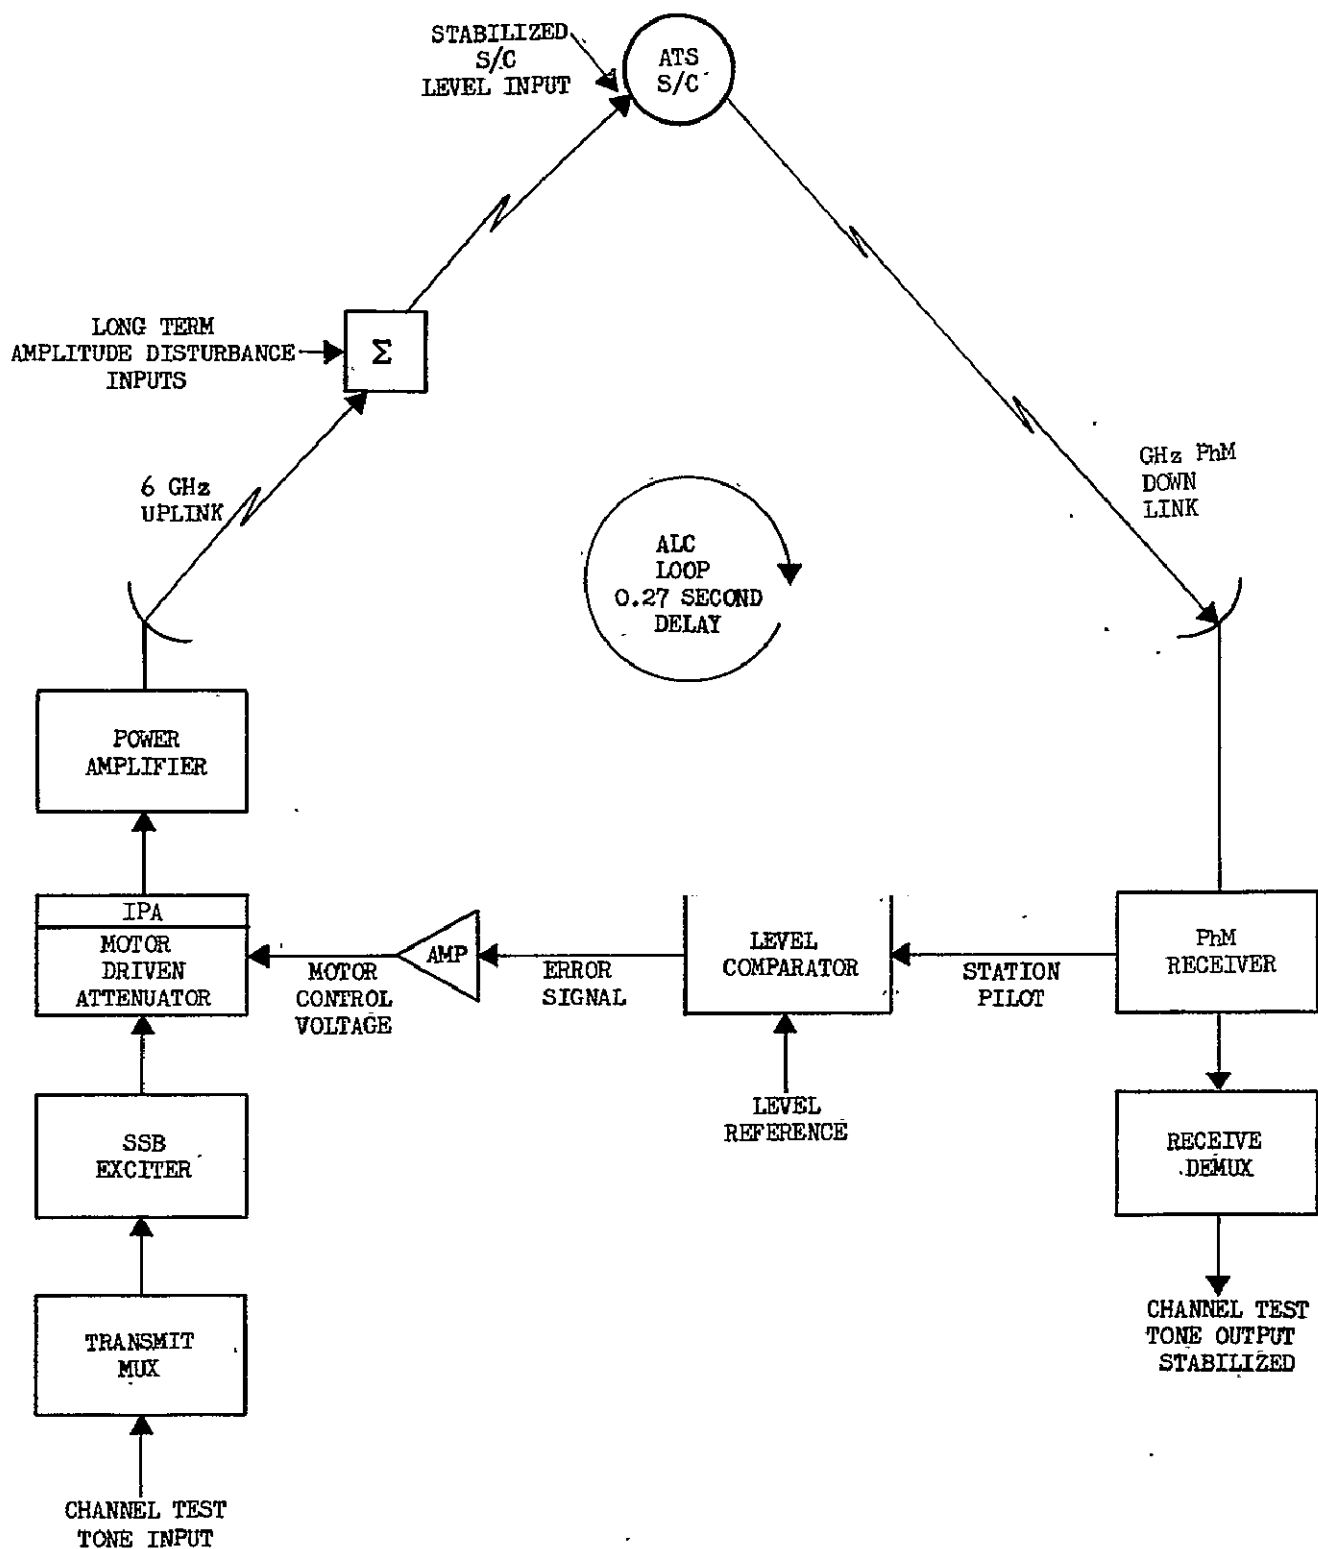 STABILIZED
S/C
LEVEL INPUT
ATS
S/C
LONG TERM
AMPLITUDE DISTURBANCE
INPUTS
Σ
6 GHz
UPLINK
GHz PhM
DOWN
LINK
ALC
LOOP
0.27 SECOND
DELAY
POWER
AMPLIFIER
IPA
MOTOR
DRIVEN
ATTENUATOR
MOTOR
CONTROL
VOLTAGE
AMP
ERROR
SIGNAL
LEVEL
COMPARATOR
STATION
PILOT
PhM
RECEIVER
LEVEL
REFERENCE
SSB
EXCITER
RECEIVE
DEMUX
TRANSMIT
MUX
CHANNEL TEST
TONE OUTPUT
STABILIZED
CHANNEL TEST
TONE INPUT